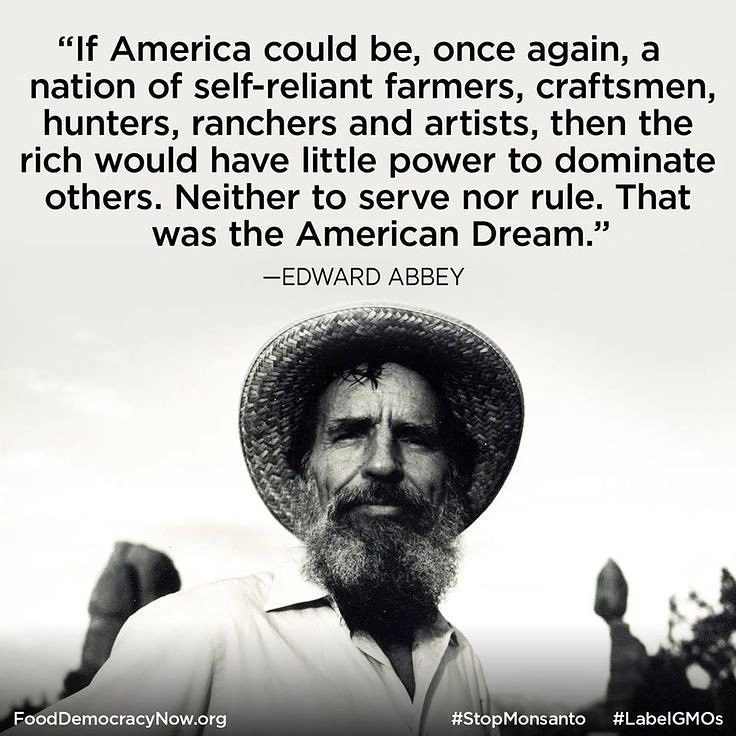 “If America could be, once again, a
nation of self-reliant farmers, craftsmen,
hunters, ranchers and artists, then the
rich would have little power to dominate
others. Neither to serve nor rule. That
was the American Dream.”
—EDWARD ABBEY
FoodDemocracyNow.org #StopMonsanto #LabelGMOs